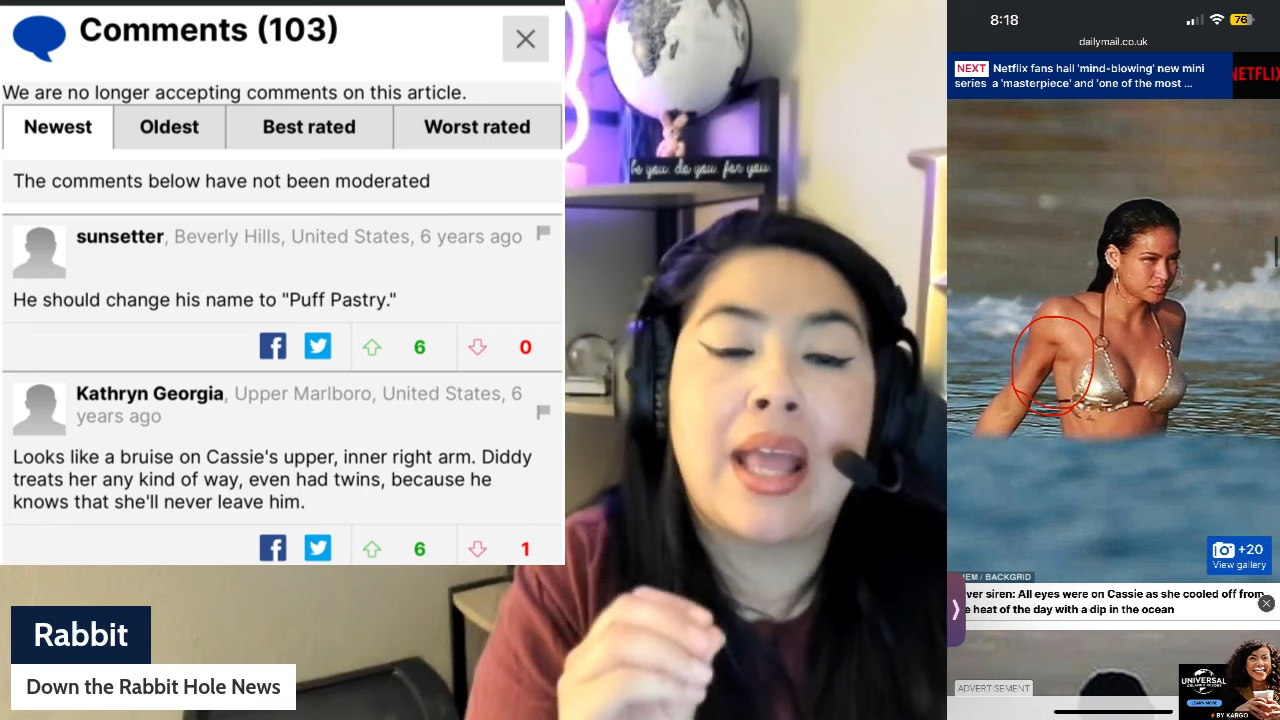 Comments (103)
We are no longer accepting comments on this article.
Newest
Oldest
Best rated
Worst rated
The comments below have not been moderated
sunsetter, Beverly Hills, United States, 6 years ago
He should change his name to "Puff Pastry."
6
0
Kathryn Georgia, Upper Marlboro, United States, 6
years ago
Looks like a bruise on Cassie's upper, inner right arm. Diddy
treats her any kind of way, even had twins, because he
knows that she'll never leave him.
6
1
Rabbit
Down the Rabbit Hole News
be you. do you. for you.
8:18
76
dailymail.co.uk
NEXT Netflix fans hail 'mind-blowing' new mini
series a 'masterpiece' and 'one of the most ...
NETFLIX
+20
View gallery
BACKGRID
siren: All eyes were on Cassie as she cooled off from
heat of the day with a dip in the ocean
ADVERTISEMENT
UNIVERSAL
LEARN MORE
BY KARGO